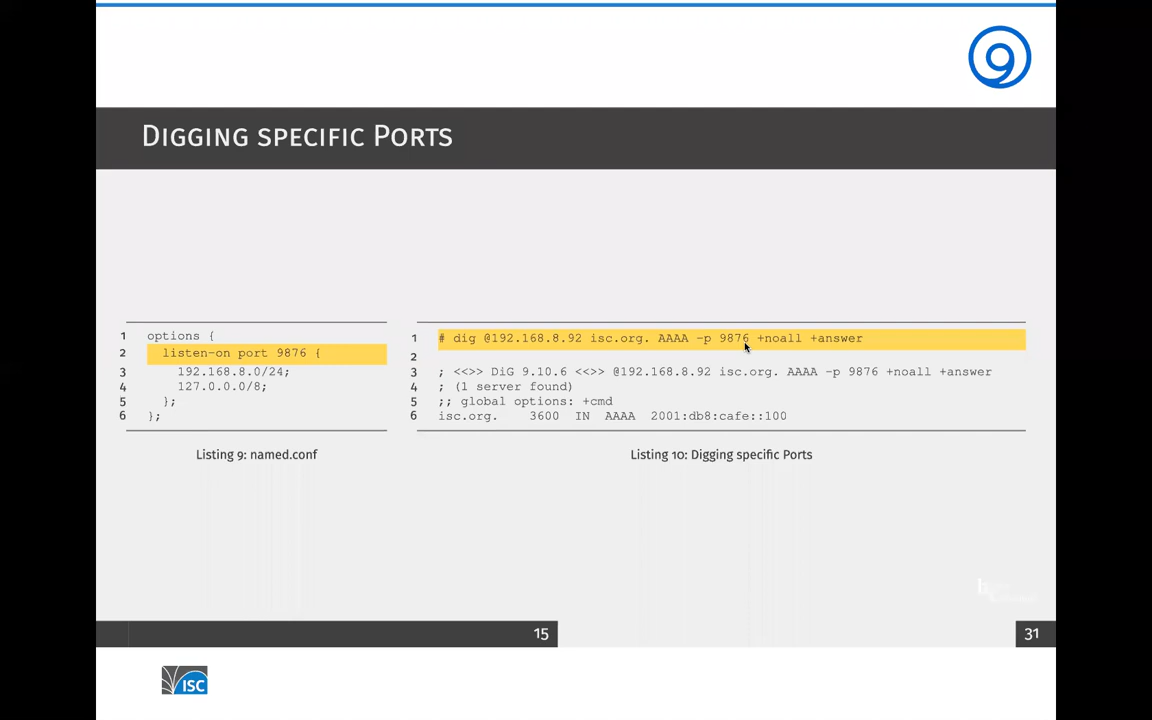 Digging specific Ports
1 options {
2 listen-on port 9876 {
3 192.168.8.0/24;
4 127.0.0.0/8;
5 };
6 };
Listing 9: named.conf
1 # dig @192.168.8.92 isc.org. AAAA -p 9876 +noall +answer
2
3 ; <<>> DiG 9.10.6 <<>> @192.168.8.92 isc.org. AAAA -p 9876 +noall +answer
4 ; (1 server found)
5 ;; global options: +cmd
6 isc.org. 3600 IN AAAA 2001:db8:cafe::100
Listing 10: Digging specific Ports
15
31
ISC